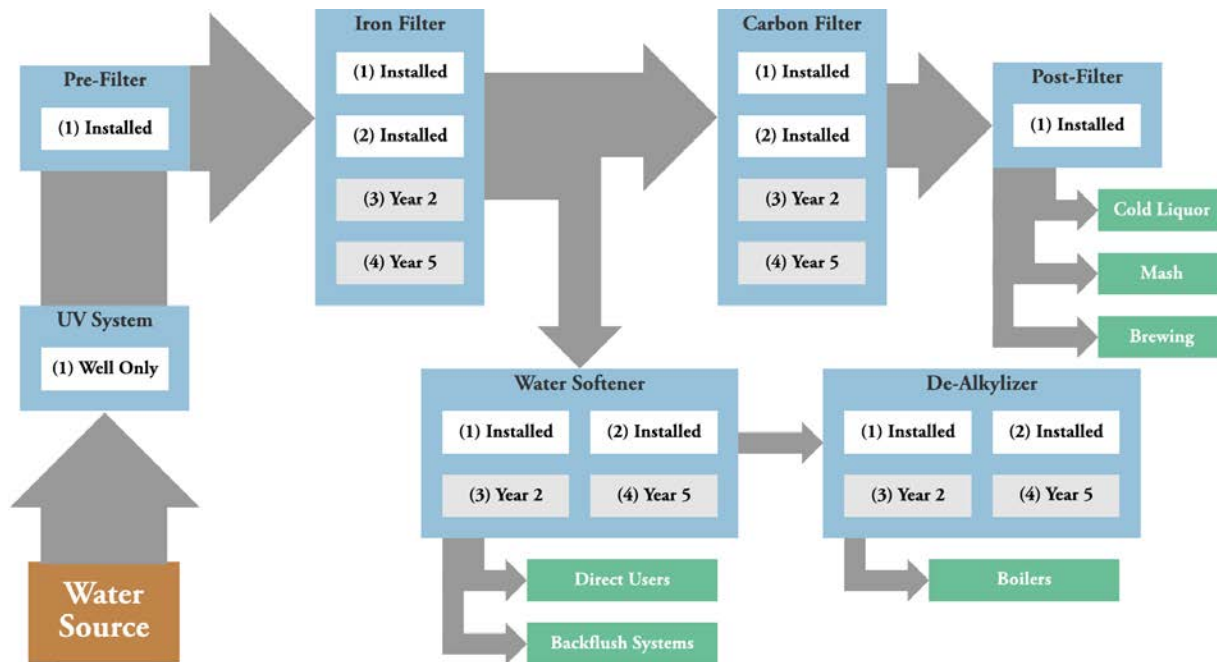 Iron Filter
(1) Installed
(2) Installed
(3) Year 2
(4) Year 5
Carbon Filter
(1) Installed
(2) Installed
(3) Year 2
(4) Year 5
Pre-Filter
(1) Installed
Post-Filter
(1) Installed
Cold Liquor
Mash
Brewing
UV System
(1) Well Only
Water Softener
(1) Installed
(2) Installed
(3) Year 2
(4) Year 5
De-Alkylizer
(1) Installed
(2) Installed
(3) Year 2
(4) Year 5
Water
Source
Direct Users
Backflush Systems
Boilers